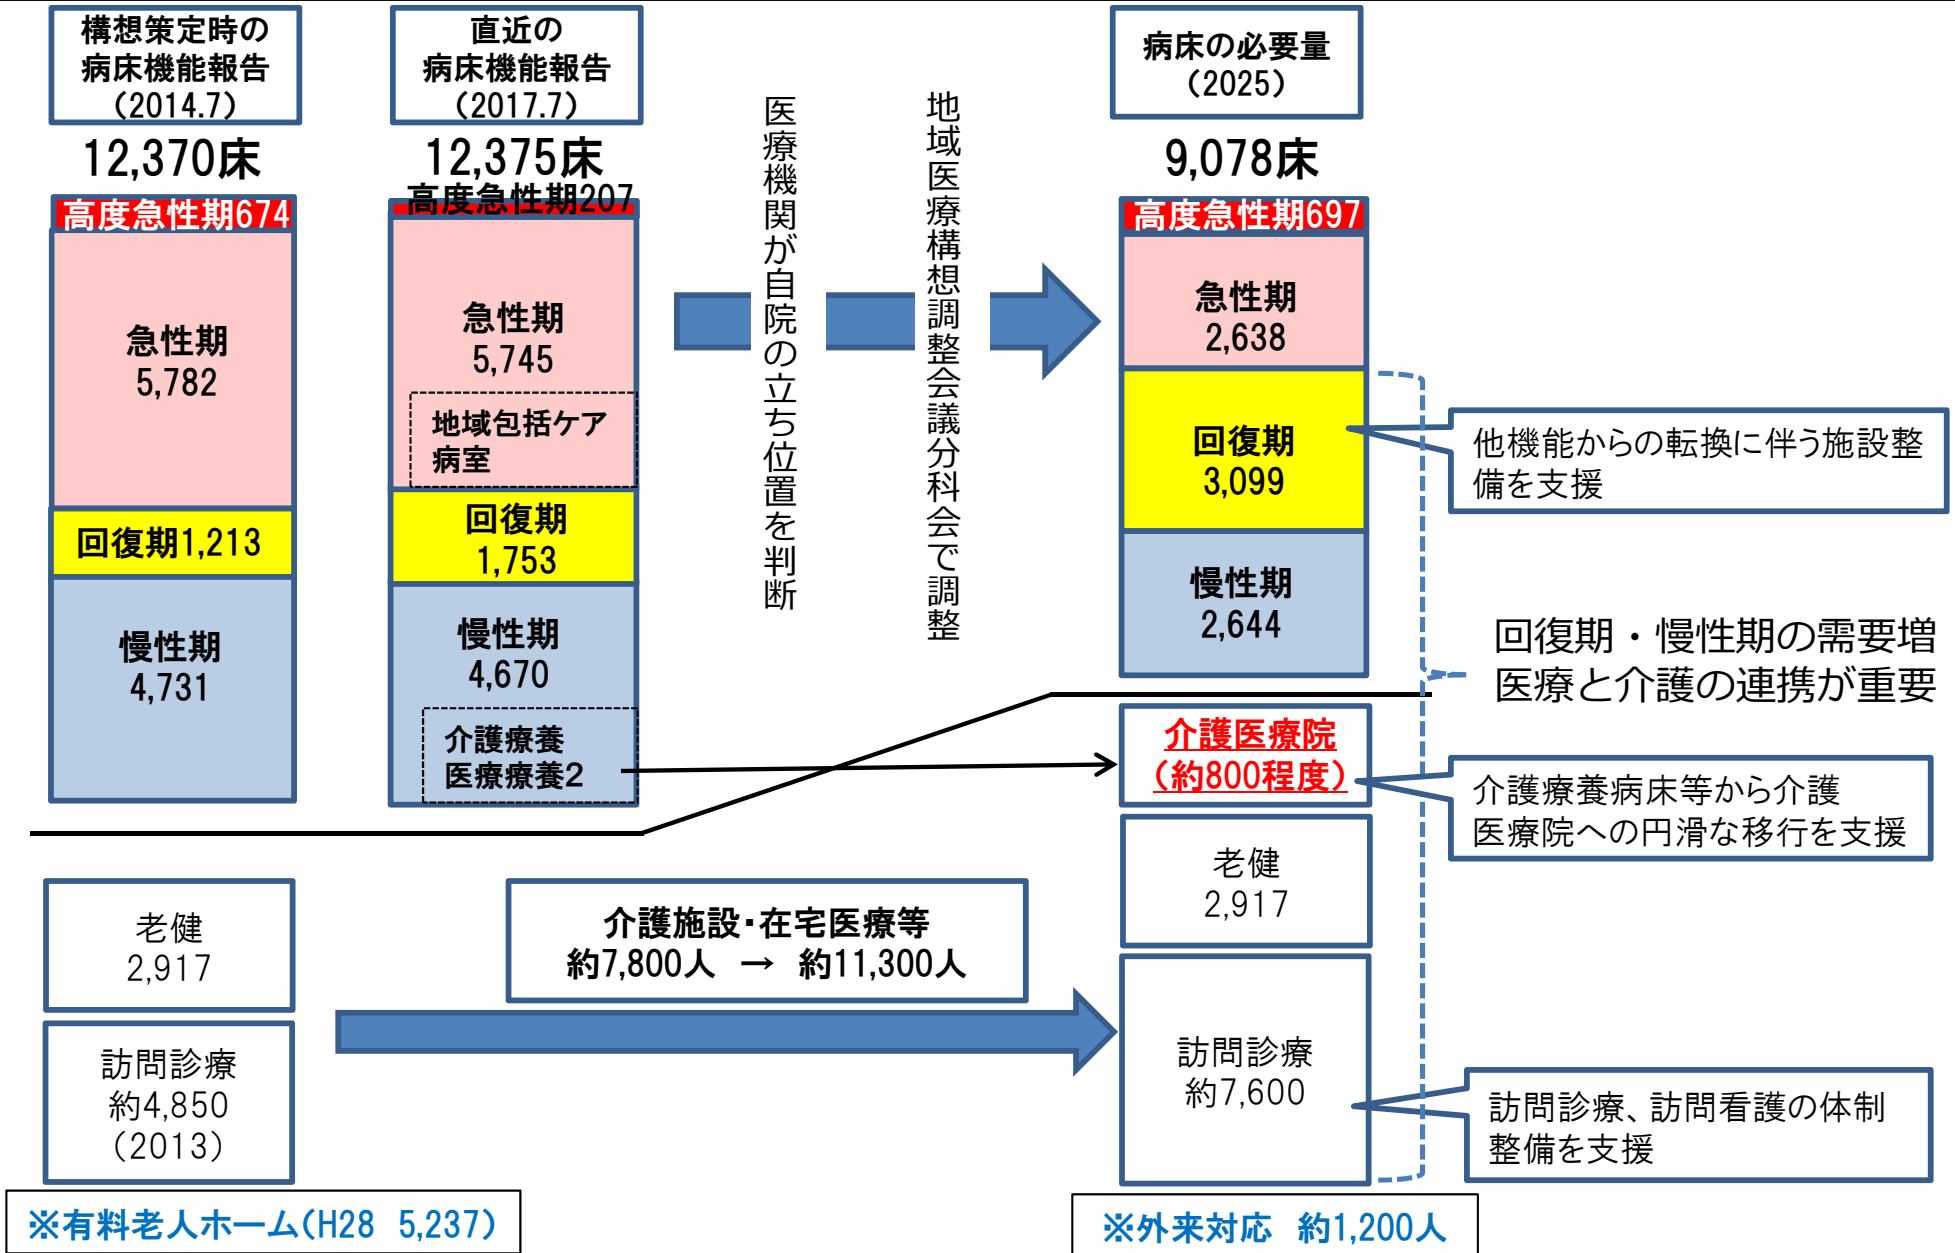 構想策定時の
病床機能報告
(2014.7)
12,370床
高度急性期674
急性期
5,782
回復期1,213
慢性期
4,731
直近の
病床機能報告
(2017.7)
12,375床
高度急性期207
急性期
5,745
地域包括ケア
病室
回復期
1,753
慢性期
4,670
介護療養
医療療養2
医療機関が自院の立ち位置を判断
地域医療構想調整会議分科会で調整
病床の必要量
(2025)
9,078床
高度急性期697
急性期
2,638
回復期
3,099
慢性期
2,644
他機能からの転換に伴う施設整
備を支援
回復期・慢性期の需要増
医療と介護の連携が重要
介護医療院
(約800程度)
介護療養病床等から介護
医療院への円滑な移行を支援
老健
2,917
訪問診療
約4,850
(2013)
介護施設・在宅医療等
約7,800人 → 約11,300人
老健
2,917
訪問診療
約7,600
訪問診療、訪問看護の体制
整備を支援
※有料老人ホーム(H28 5,237)
※外来対応 約1,200人